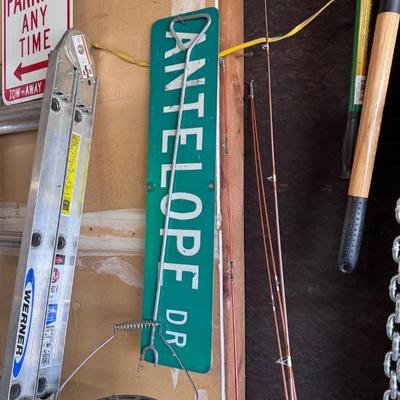 PARKING
ANY
TIME
TOW-AWAY
ANTELOPE DR
WERNER